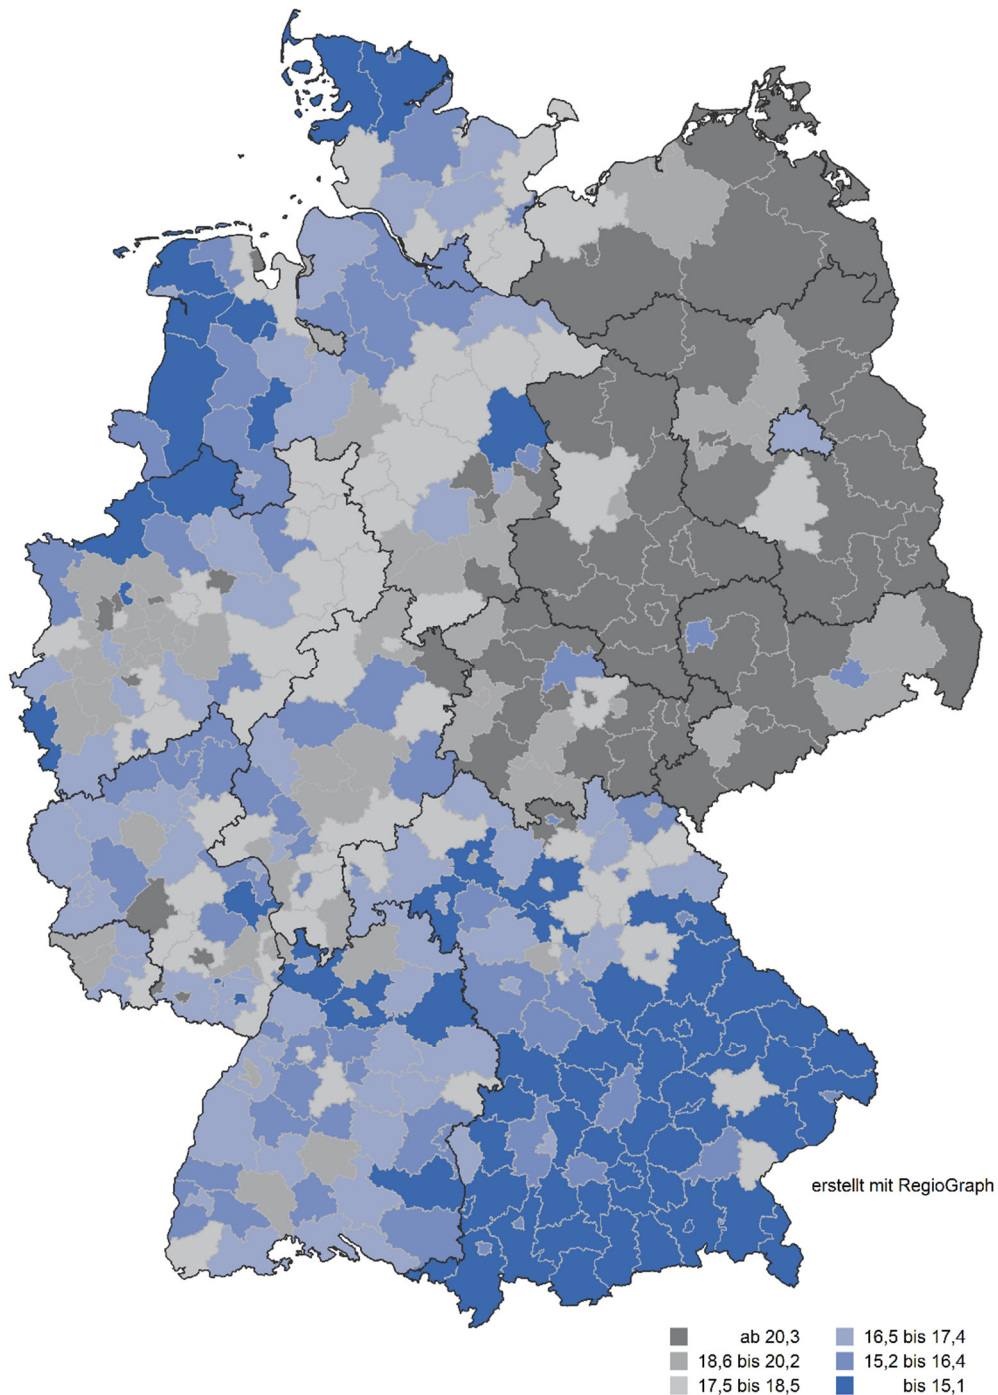 erstellt mit RegioGraph
ab 20,3
18,6 bis 20,2
17,5 bis 18,5
16,5 bis 17,4
15,2 bis 16,4
bis 15,1